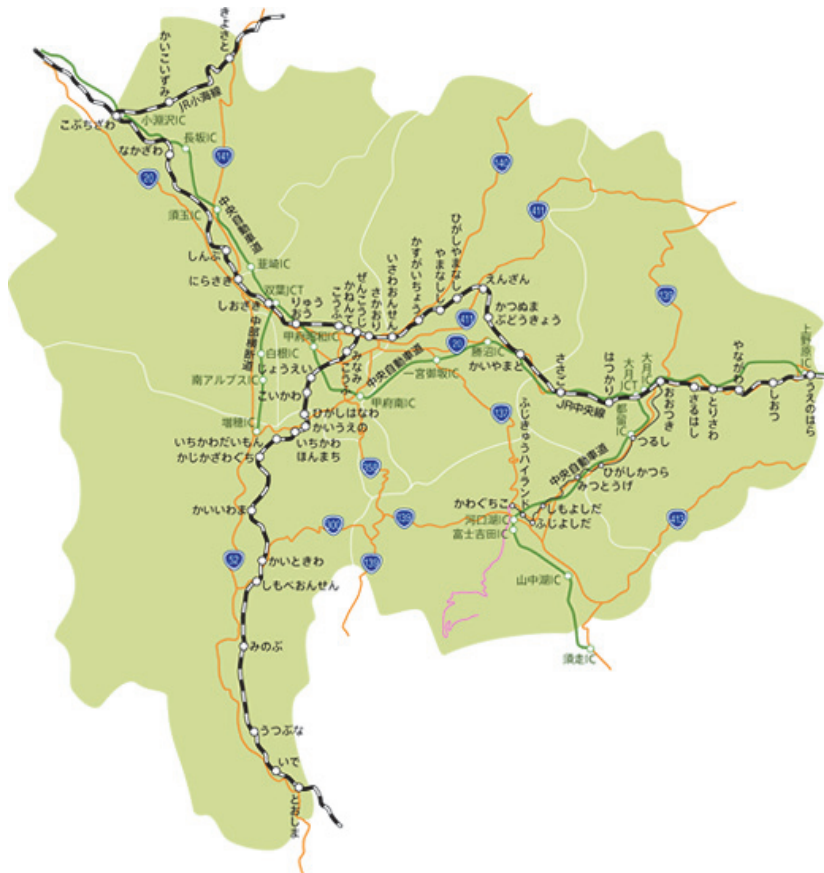 きよさと
かいこいずみ
JR小海線
こぶちざわ
小淵沢IC
ながざわ
長坂IC
141
20
須玉IC
中央自動車道
140
411
しんぷ
韮崎IC
にらさき
双葉JCT
しおざき
りゅう
おう
こうふ
かねんて
ぜんこうじ
さかおり
いさわおんせん
かすがいちょう
やまなしし
ひがしやまなし
えんざん
かつぬま
ぶどうきょう
411
139
上野原IC
中部横断道
甲府昭和IC
みなみ
こうふ
白根IC
じょうえい
南アルプスIC
こいかわ
増穂IC
中央自動車道
甲府南IC
一宮御坂IC
20
勝沼IC
かいやまと
ささこ
JR中央線
はつかり
大月
JCT
大月IC
おおつき
さるはし
とりさわ
やながわ
しおつ
うえのはら
都留
IC
つるし
137
ふじきゅうハイランド
中央自動車道
ひがしかつら
みつとうげ
ひがしはなわ
かいうえの
いちかわだいもん
かじかざわぐち
いちかわ
ほんまち
358
かいいわま
300
139
かわぐちこ
河口湖IC
富士吉田IC
しもよしだ
ふじよしだ
413
52
かいときわ
139
しもべおんせん
山中湖IC
みのぶ
須走IC
うつぶな
いで
とおしま